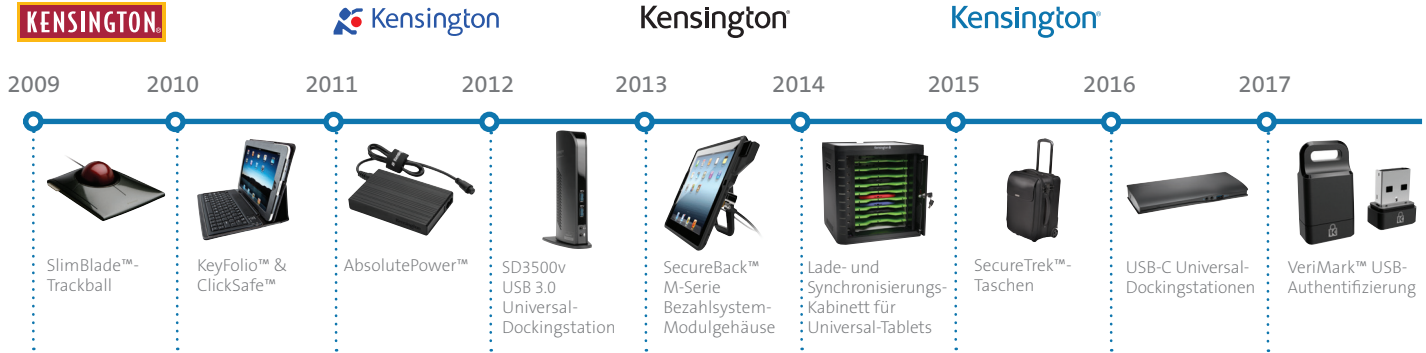 KENSINGTON
Kensington
Kensington
Kensington
2009
2010
2011
2012
2013
2014
2015
2016
2017
SlimBlade™-
Trackball
KeyFolio™ &
ClickSafe™
AbsolutePower™
SD3500v
USB 3.0
Universal-
Dockingstation
SecureBack™
M-Serie
Bezahlsystem-
Modulgehäuse
Lade- und
Synchronisierungs-
Kabinett für
Universal-Tablets
SecureTrek™-
Taschen
USB-C Universal-
Dockingstationen
VeriMark™ USB-
Authentifizierung